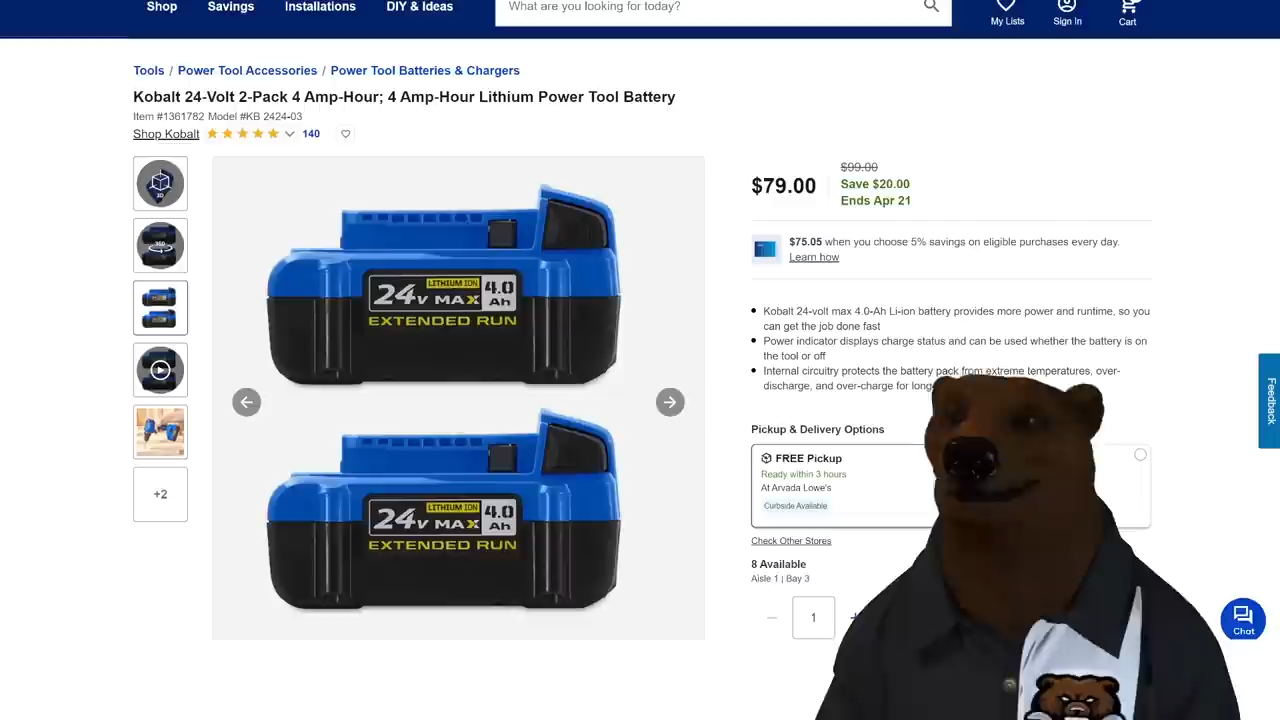 Shop
Savings
Installations
DIY & Ideas
What are you looking for today?
My Lists
Sign In
Cart
Tools / Power Tool Accessories / Power Tool Batteries & Chargers
Kobalt 24-Volt 2-Pack 4 Amp-Hour; 4 Amp-Hour Lithium Power Tool Battery
Item #1361782 Model #KB 2424-03
Shop Kobalt
140
3D
360
+2
LITHIUM ION
24V MAX
4.0
Ah
EXTENDED RUN
LITHIUM ION
24V MAX
4.0
Ah
EXTENDED RUN
$79.00
$99.00
Save $20.00
Ends Apr 21
$75.05 when you choose 5% savings on eligible purchases every day.
Learn how
Kobalt 24-volt max 4.0-Ah Li-ion battery provides more power and runtime, so you
can get the job done fast
Power indicator displays charge status and can be used whether the battery is on
the tool or off
Internal circuitry protects the battery pack from extreme temperatures, over-
discharge, and over-charge for
Pickup & Delivery Options
FREE Pickup
Ready within 3 hours
At Arvada Lowe's
Curbside Available
Check Other Stores
8 Available
Aisle 1 | Bay 3
1
Feedback
Chat